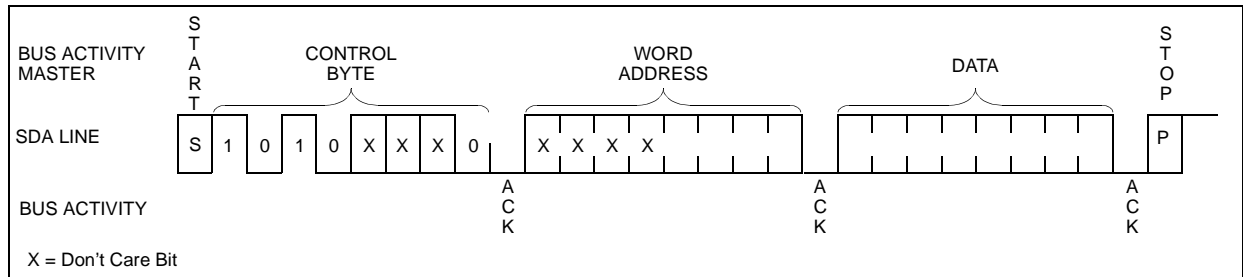 BUS ACTIVITY
MASTER
START
CONTROL
BYTE
WORD
ADDRESS
DATA
STOP
SDA LINE
S 1 0 1 0 X X X 0 X X X X P
BUS ACTIVITY
ACK ACK ACK
X = Don't Care Bit